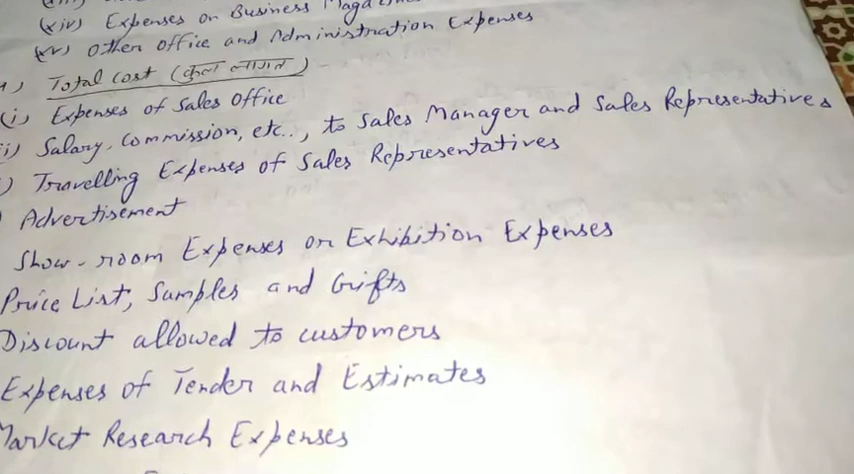 (xiv) Expenses on Business
(xv) Other Office and Administration Expenses
Total Cost (कुल लागत)
(i) Expenses of Sales Office
Salary, Commission, etc.., to Sales Manager and Sales Representatives
Travelling Expenses of Sales Representatives
Advertisement
Show-room Expenses or Exhibition Expenses
Price List, Samples and Gifts
Discount allowed to customers
Expenses of Tender and Estimates
Market Research Expenses